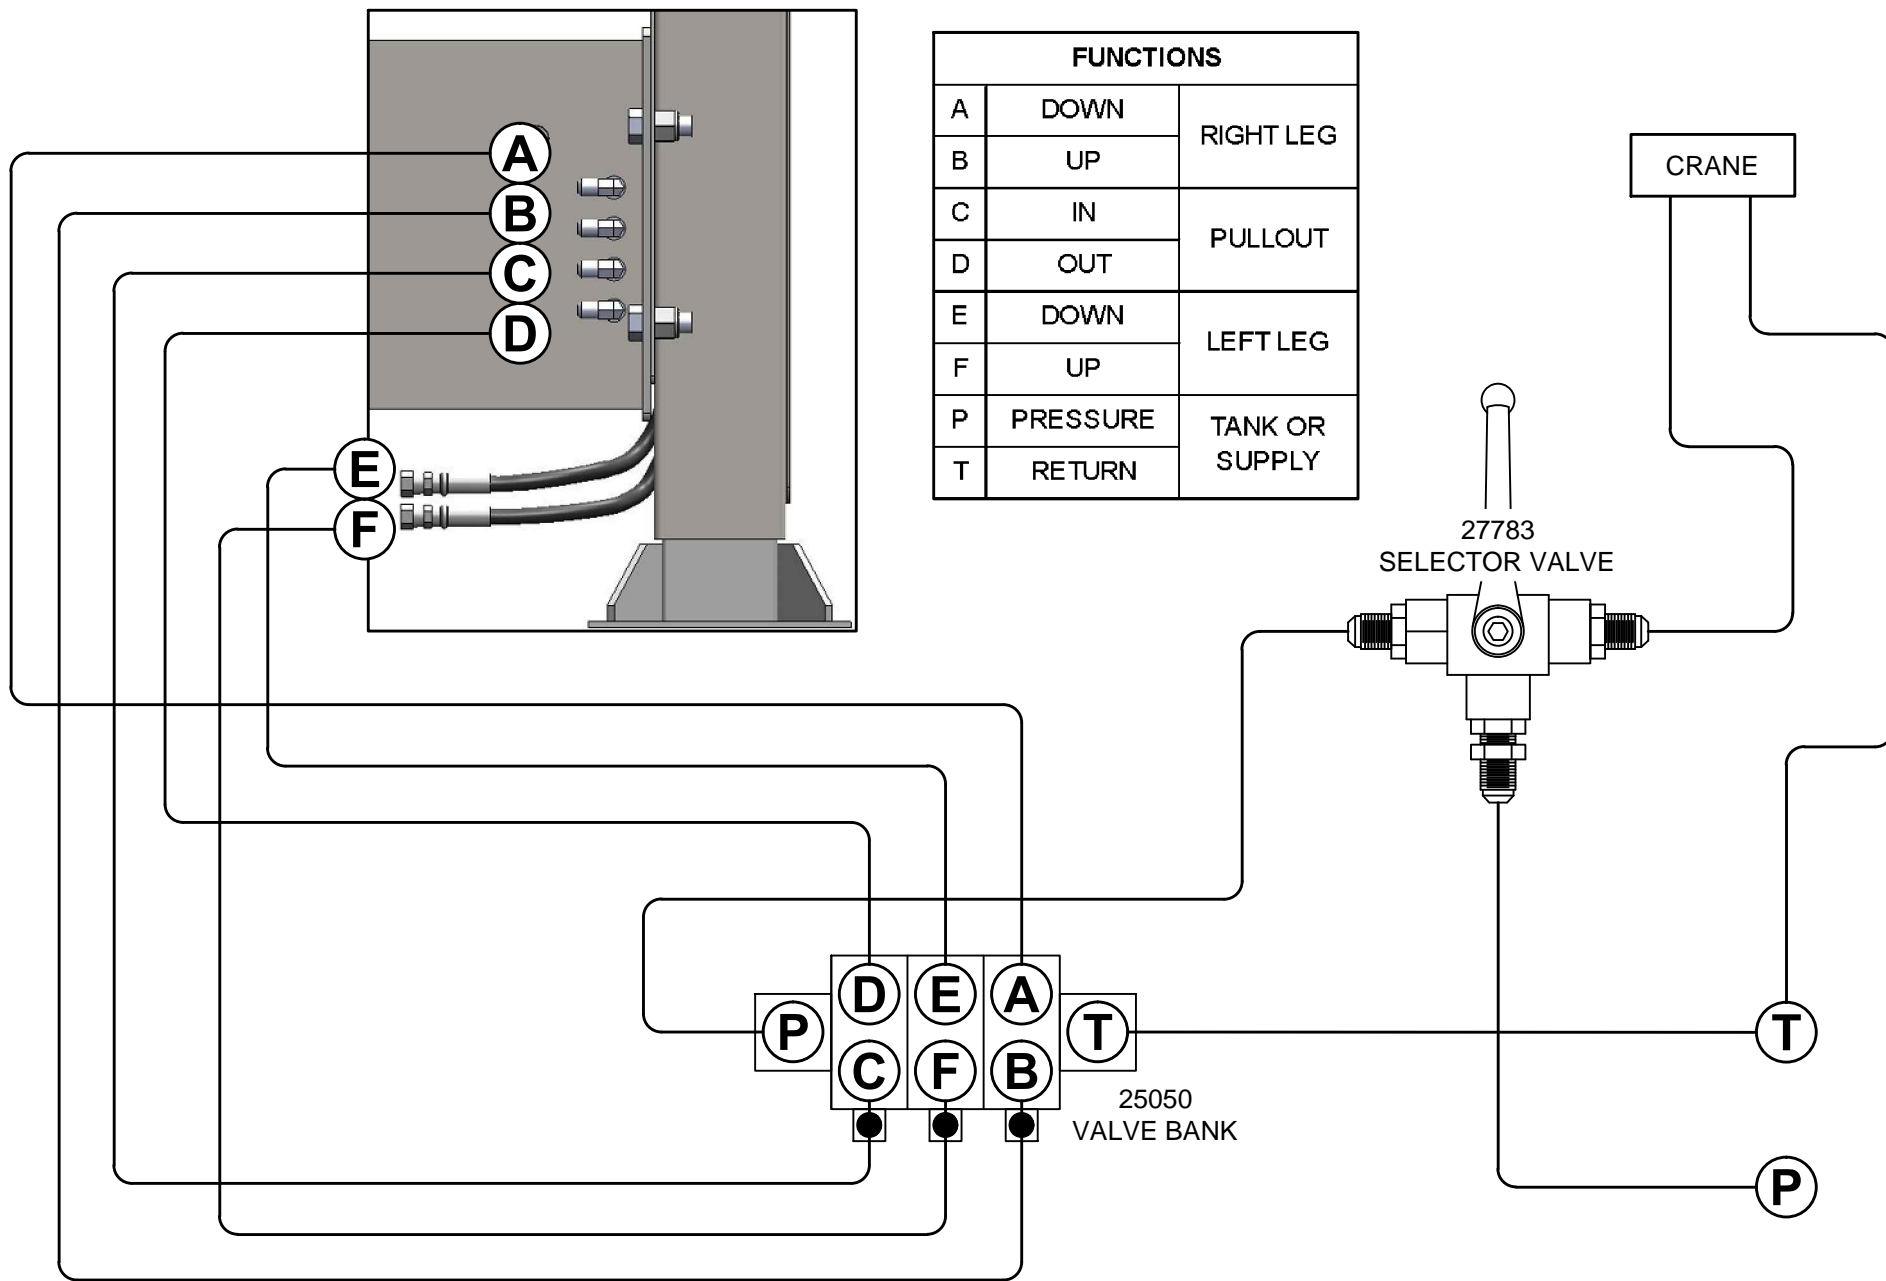 FUNCTIONS
A DOWN RIGHT LEG
B UP
C IN PULLOUT
D OUT
E DOWN LEFT LEG
F UP
P PRESSURE TANK OR SUPPLY
T RETURN
CRANE
A
B
C
D
E
F
27783
SELECTOR VALVE
D E A
P T T
C F B
25050
VALVE BANK
P